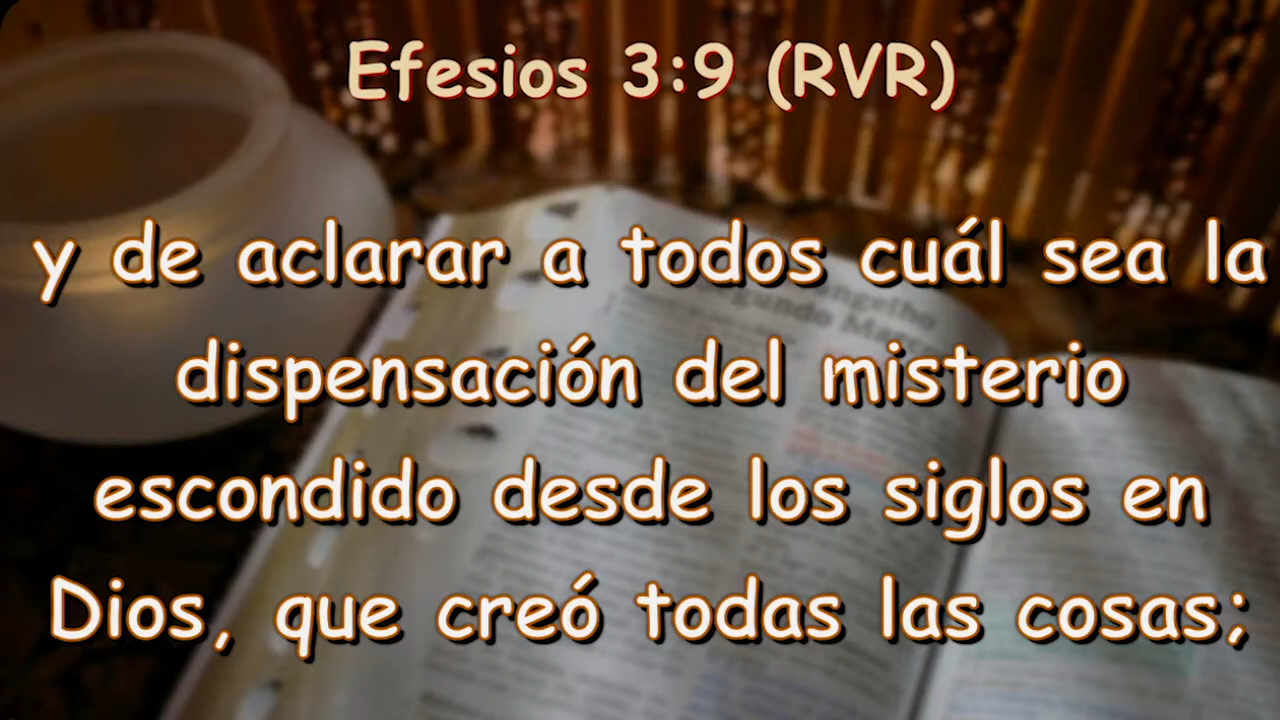 Efesios 3:9 (RVR)
y de aclarar a todos cuál sea la
dispensación del misterio
escondido desde los siglos en
Dios, que creó todas las cosas;